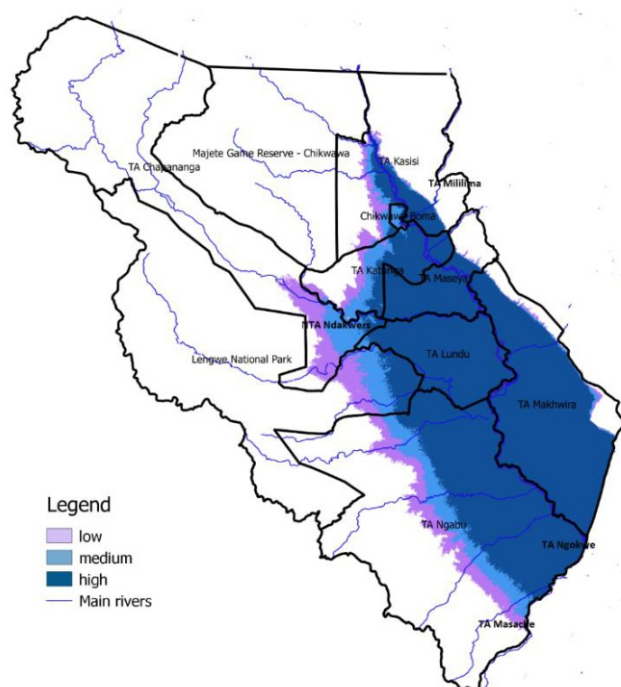 Majete Game Reserve - Chikwawa
TA Kasisi
TA Chapananga
TA Mililima
Chikwawa Boma
TA Katunga
TA Maseya
NTA Ndakwera
Lengwe National Park
TA Lundu
TA Makhwira
Legend
low
medium
high
Main rivers
TA Ngabu
TA Ngokwe
TA Masache